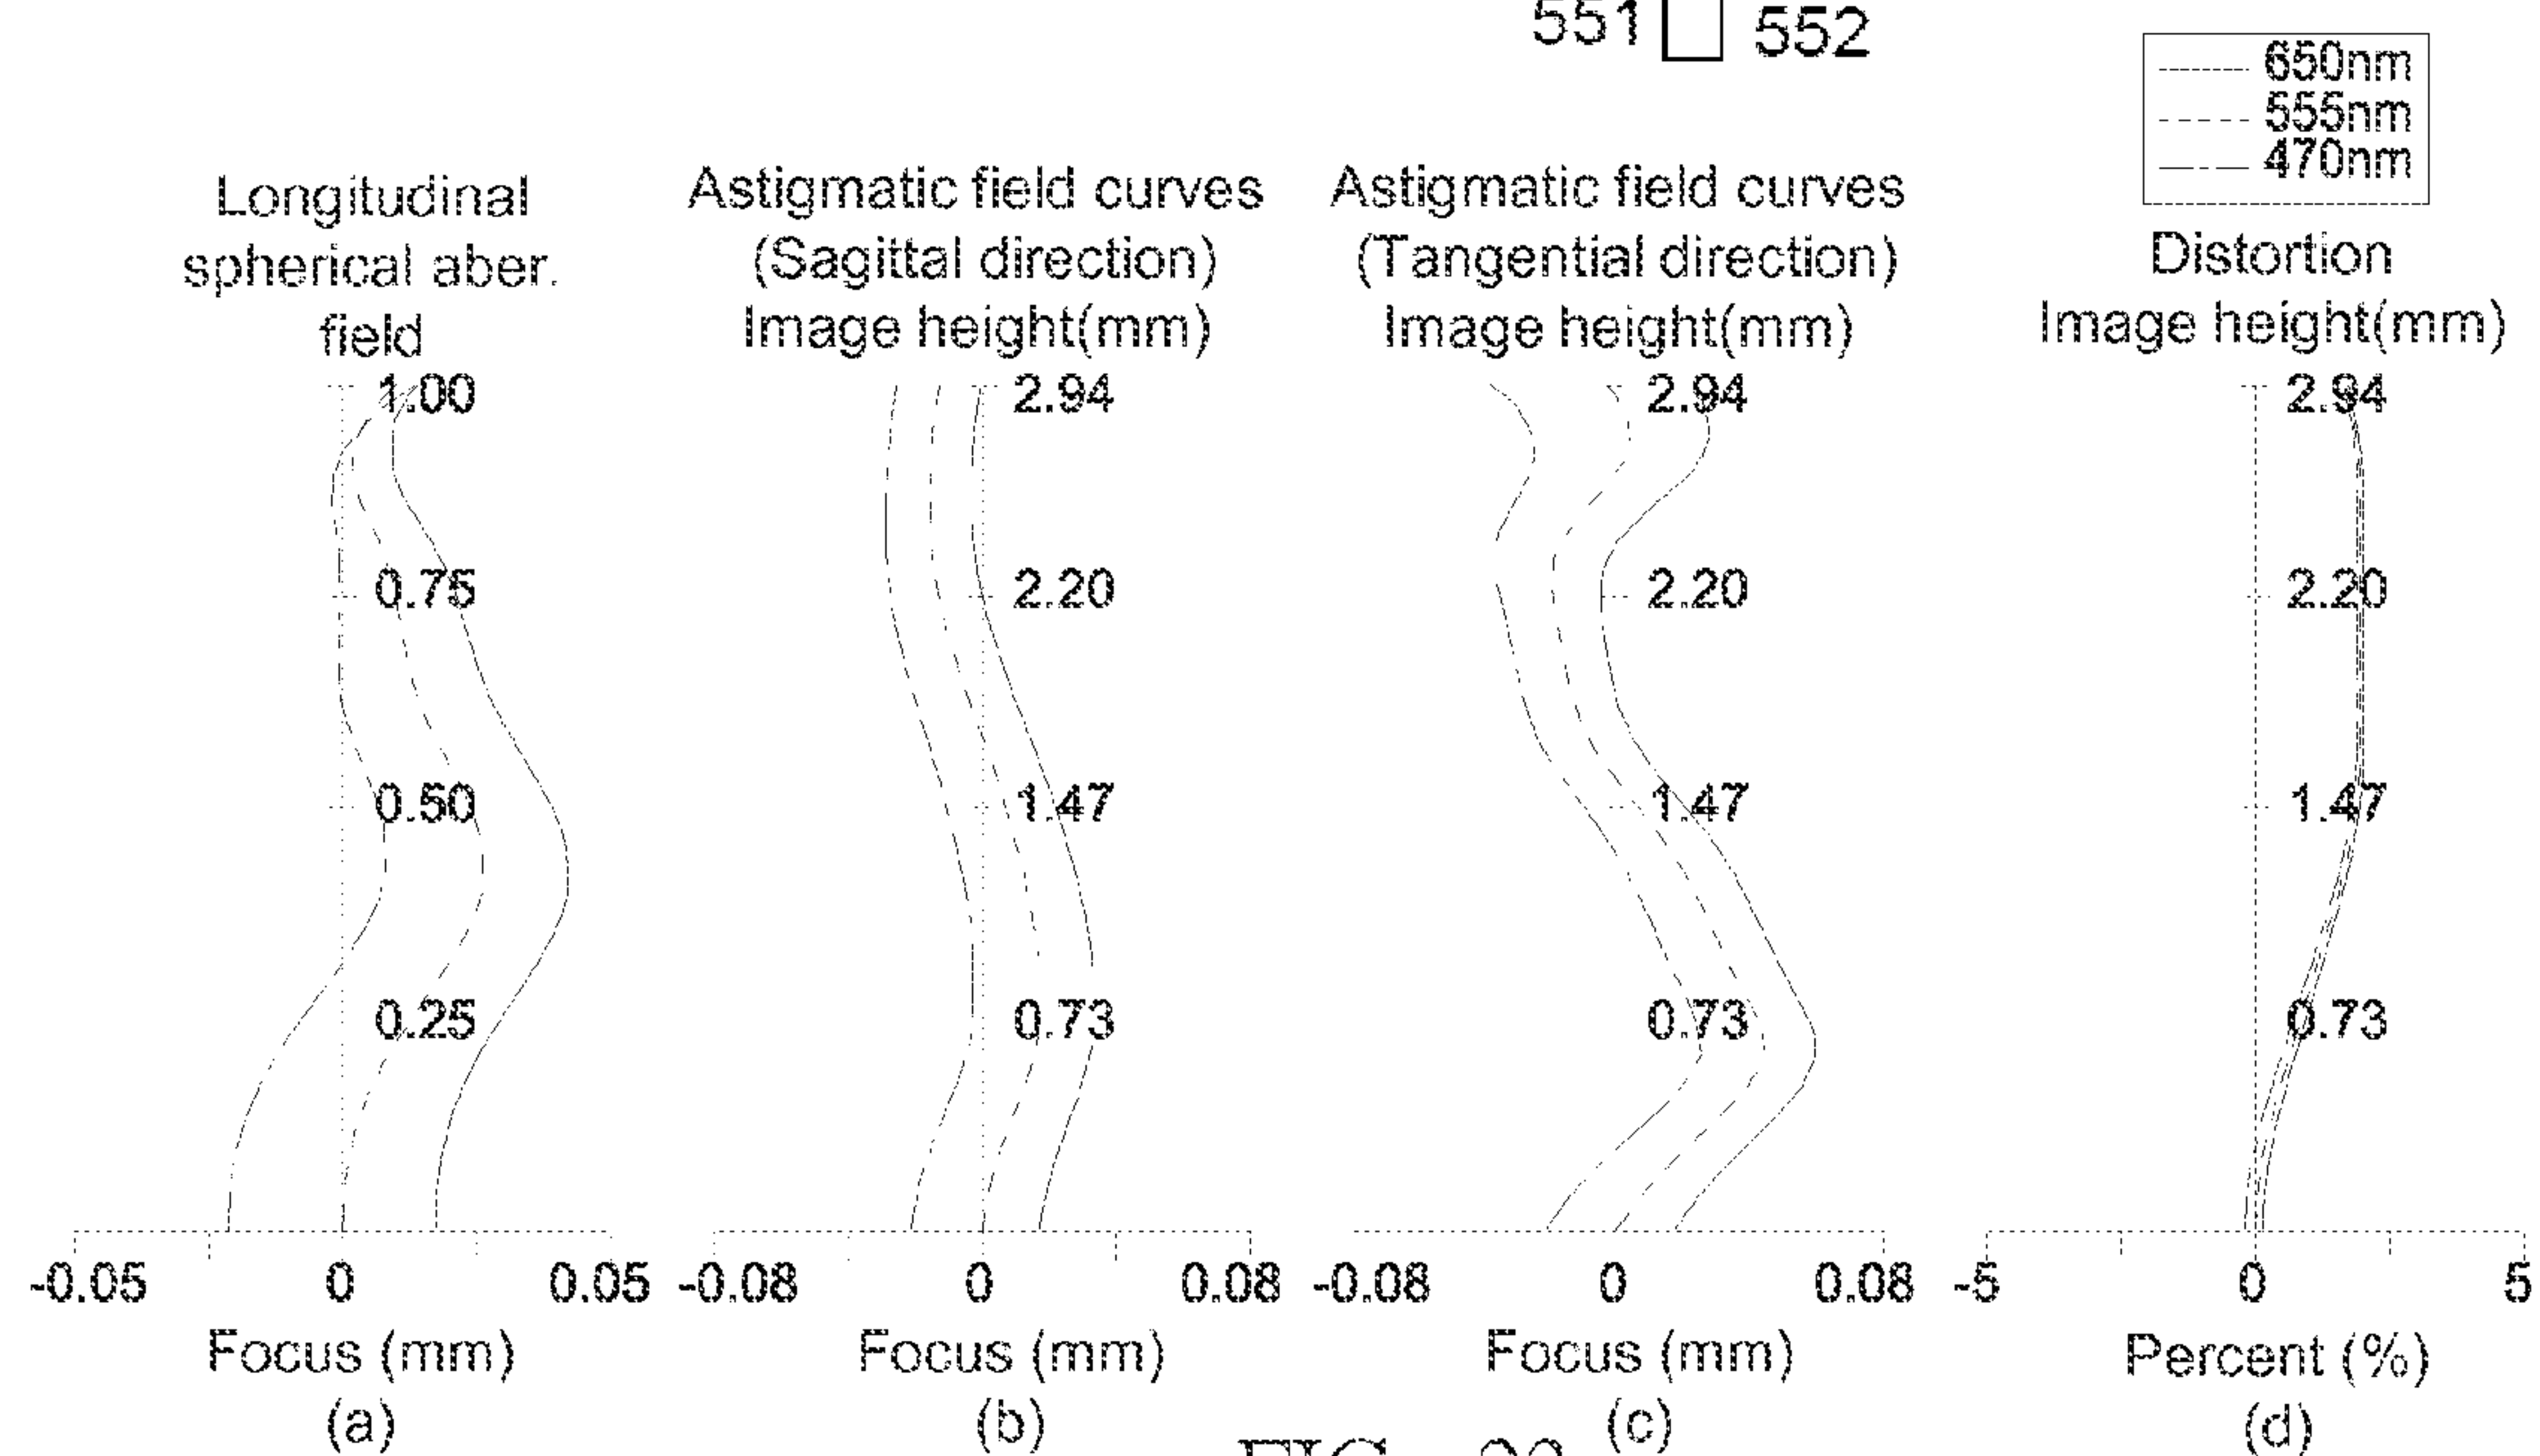 551 552
650nm
555nm
470nm
Longitudinal
spherical aber.
field
1.00
0.75
0.50
0.25
-0.05 0 0.05
Focus (mm)
(a)
Astigmatic field curves
(Sagittal direction)
Image height(mm)
2.94
2.20
1.47
0.73
-0.08 0 0.08
Focus (mm)
(b)
Astigmatic field curves
(Tangential direction)
Image height(mm)
2.94
2.20
1.47
0.73
-0.08 0 0.08
Focus (mm)
(c)
Distortion
Image height(mm)
2.94
2.20
1.47
0.73
-5 0 5
Percent (%)
(d)